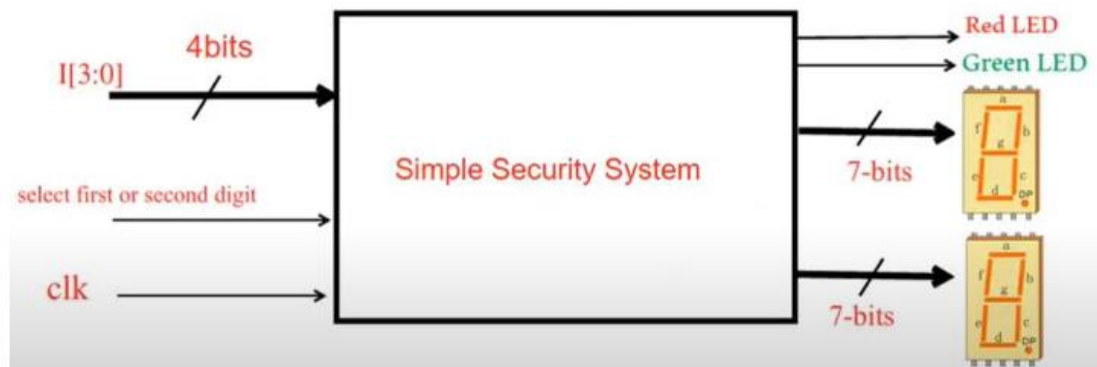 Red LED
4bits
I[3:0]
Green LED
a
f
b
g
Simple Security System
7-bits
e
c
d
DP
select first or second digit
a
f
b
g
clk
7-bits
e
c
d
DP